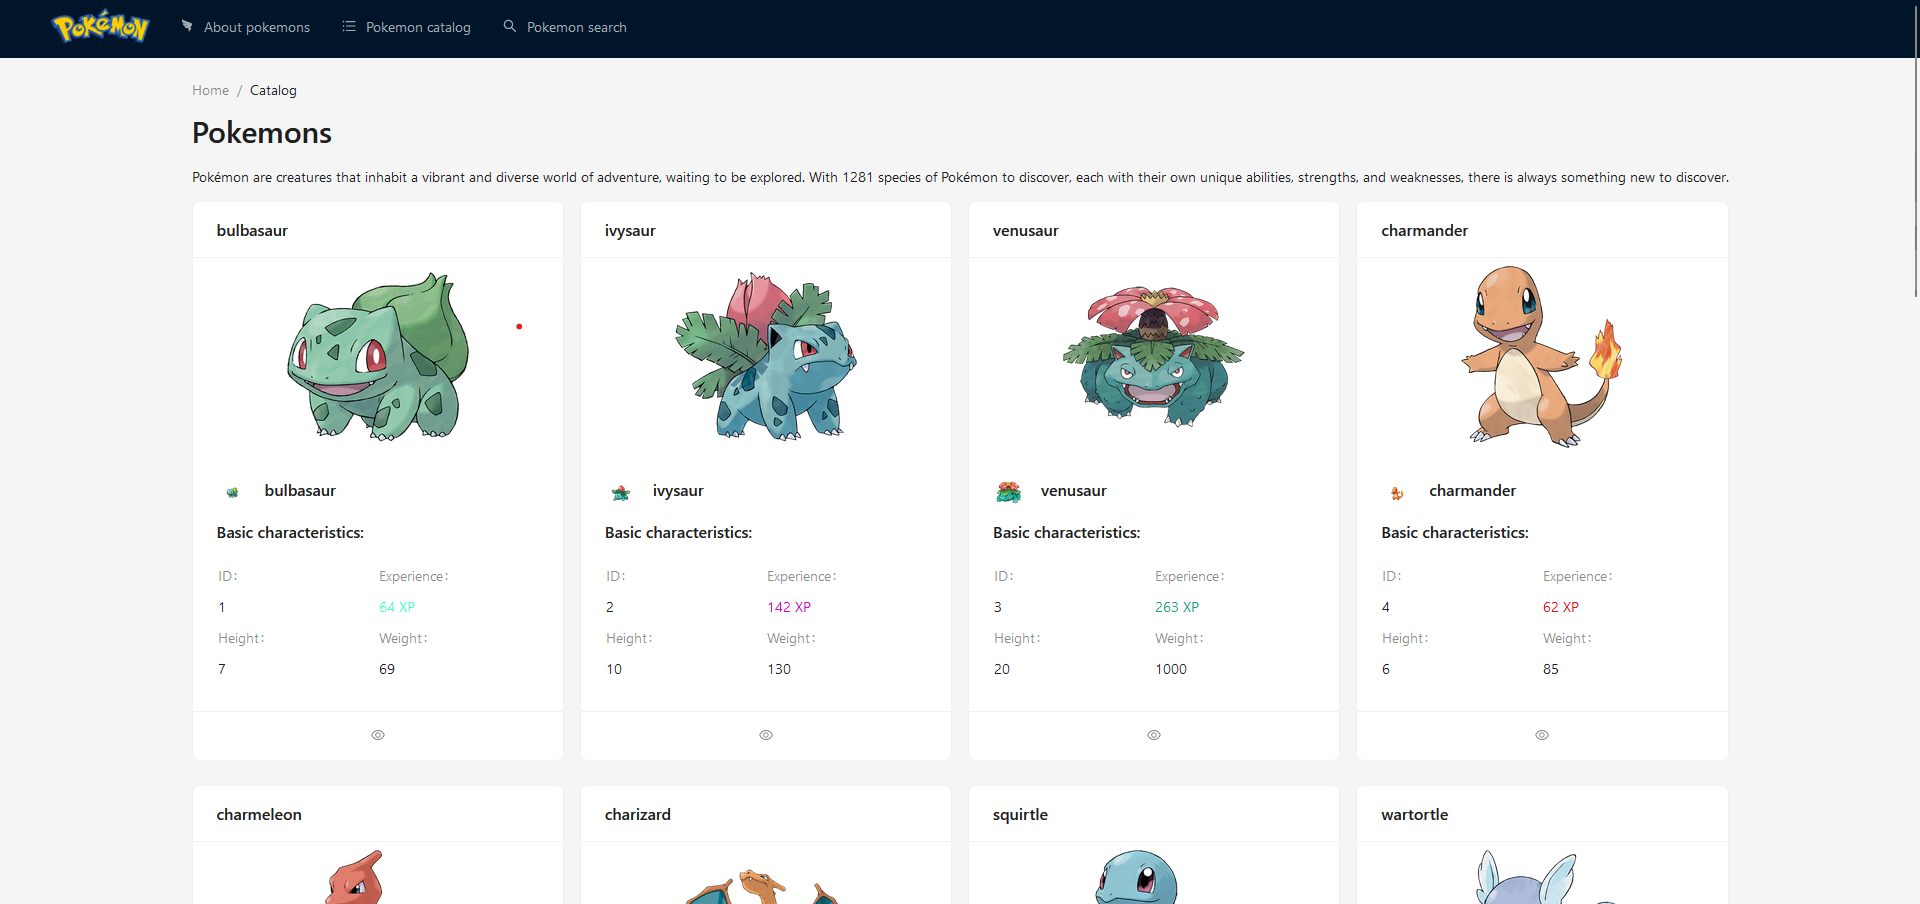 Pokémon About pokemons Pokemon catalog Pokemon search
Home / Catalog
Pokemons
Pokémon are creatures that inhabit a vibrant and diverse world of adventure, waiting to be explored. With 1281 species of Pokémon to discover, each with their own unique abilities, strengths, and weaknesses, there is always something new to discover.
bulbasaur
bulbasaur
Basic characteristics:
ID: Experience:
1 64 XP
Height: Weight:
7 69
ivysaur
ivysaur
Basic characteristics:
ID: Experience:
2 142 XP
Height: Weight:
10 130
venusaur
venusaur
Basic characteristics:
ID: Experience:
3 263 XP
Height: Weight:
20 1000
charmander
charmander
Basic characteristics:
ID: Experience:
4 62 XP
Height: Weight:
6 85
charmeleon
charizard
squirtle
wartortle